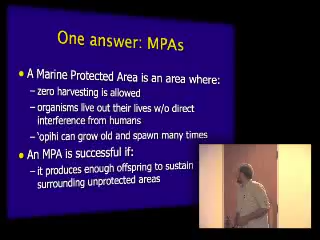 One answer: MPAs
• A Marine Protected Area is an area where:
– zero harvesting is allowed
– organisms live out their lives w/o direct
interference from humans
– ‘opihi can grow old and spawn many times
• An MPA is successful if:
– it produces enough offspring to sustain
surrounding unprotected areas